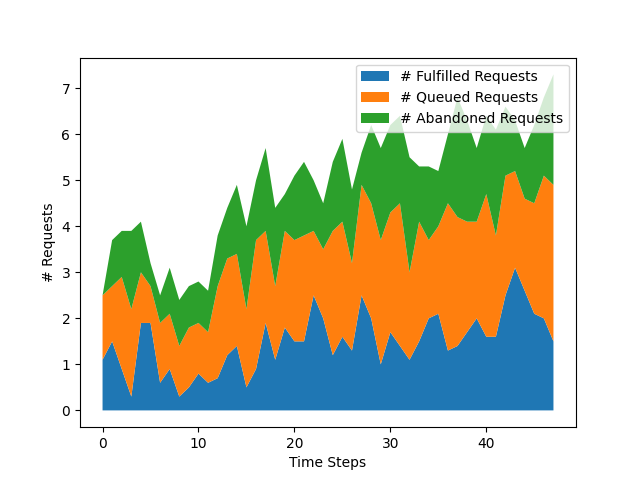 # Fulfilled Requests
# Queued Requests
# Abandoned Requests
7
6
5
4
3
2
1
0
# Requests
0 10 20 30 40
Time Steps